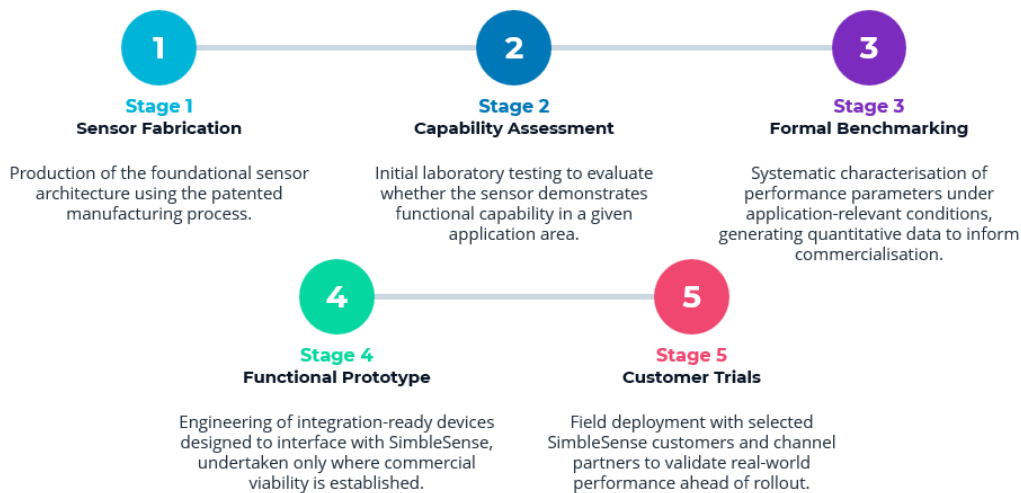 1
2
3
Stage 1
Sensor Fabrication
Production of the foundational sensor
architecture using the patented
manufacturing process.
Stage 2
Capability Assessment
Initial laboratory testing to evaluate
whether the sensor demonstrates
functional capability in a given
application area.
Stage 3
Formal Benchmarking
Systematic characterisation of
performance parameters under
application-relevant conditions,
generating quantitative data to inform
commercialisation.
4
5
Stage 4
Functional Prototype
Engineering of integration-ready devices
designed to interface with SimbleSense,
undertaken only where commercial
viability is established.
Stage 5
Customer Trials
Field deployment with selected
SimbleSense customers and channel
partners to validate real-world
performance ahead of rollout.